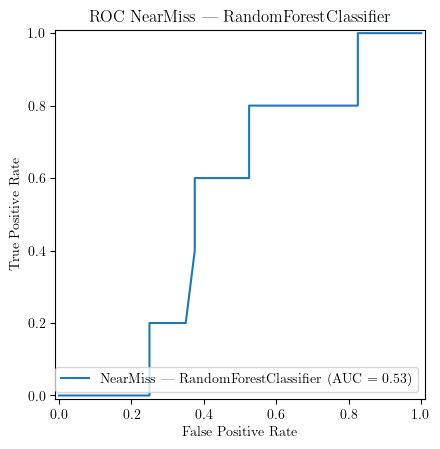 ROC NearMiss — RandomForestClassifier
1.0
0.8
0.6
0.4
0.2
0.0
True Positive Rate
NearMiss — RandomForestClassifier (AUC = 0.53)
0.0 0.2 0.4 0.6 0.8 1.0
False Positive Rate